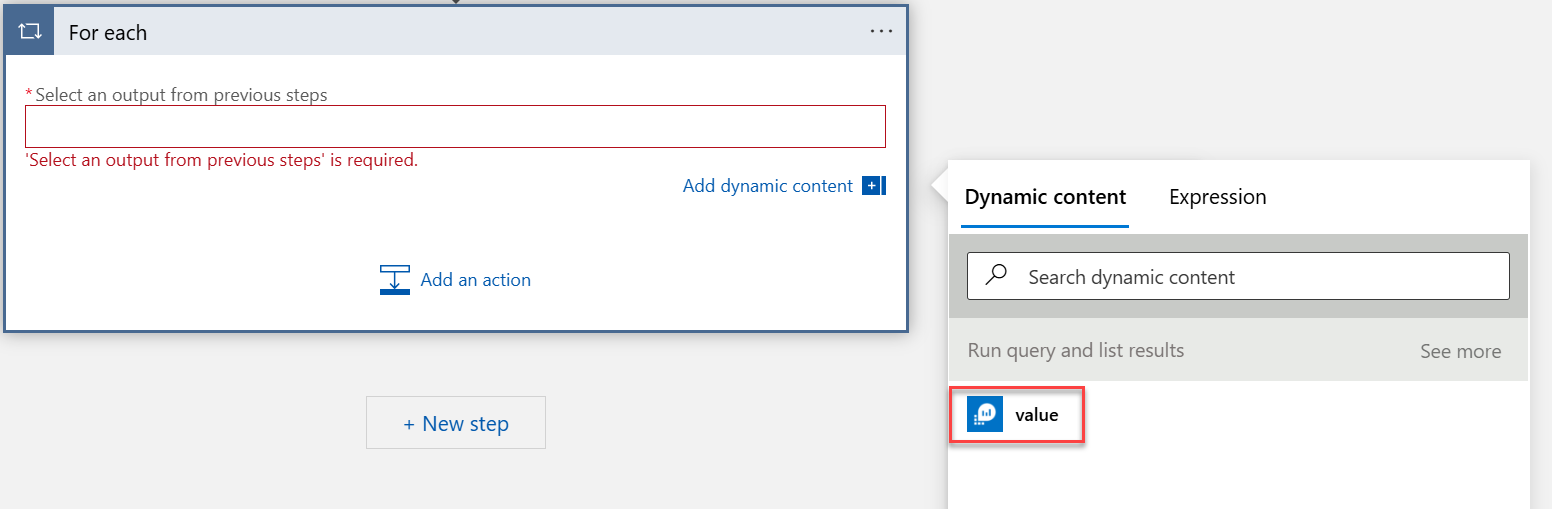 For each
* Select an output from previous steps
'Select an output from previous steps' is required.
Add dynamic content
Add an action
+ New step
Dynamic content Expression
Search dynamic content
Run query and list results See more
value